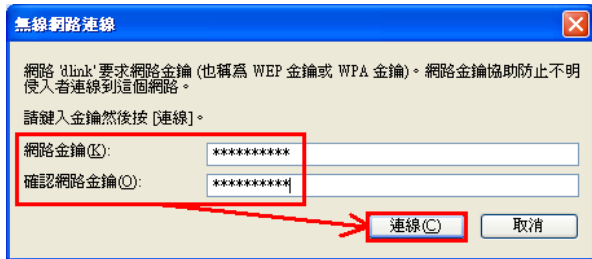 無線網路連線
網路 'dlink' 要求網路金鑰 (也稱為 WEP 金鑰或 WPA 金鑰)。網路金鑰協助防止不明
侵入者連線到這個網路。
請鍵入金鑰然後按 [連線]。
網路金鑰(K): **********
確認網路金鑰(O): **********
連線(C) 取消